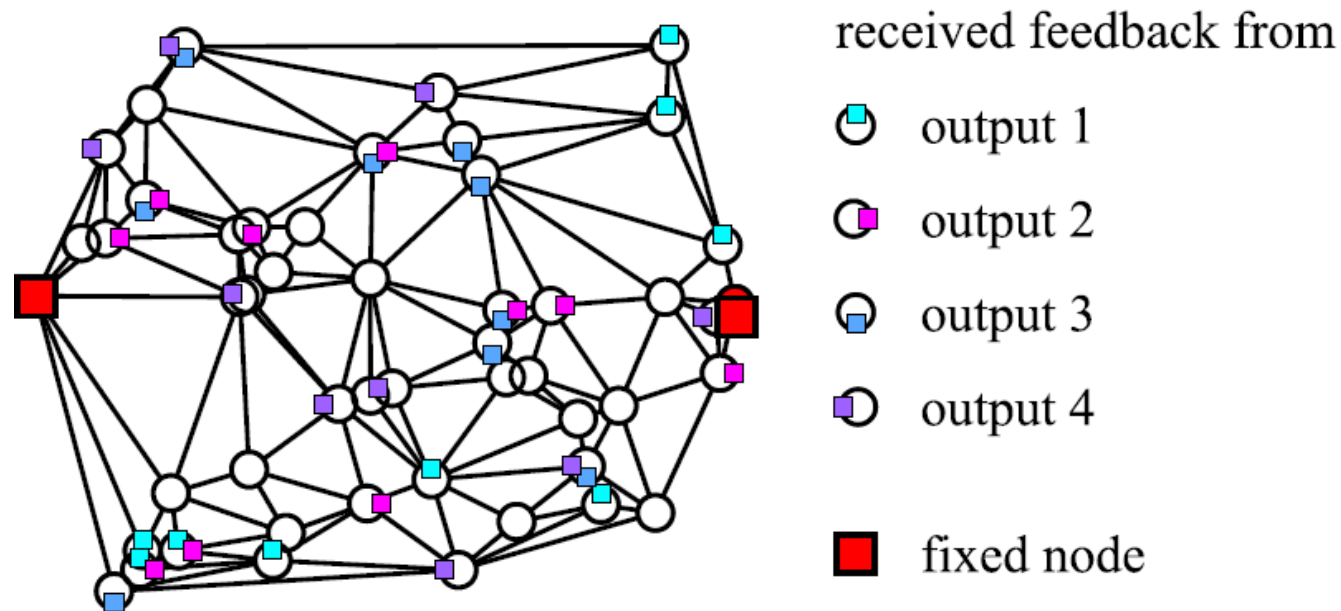 received feedback from
output 1
output 2
output 3
output 4
fixed node